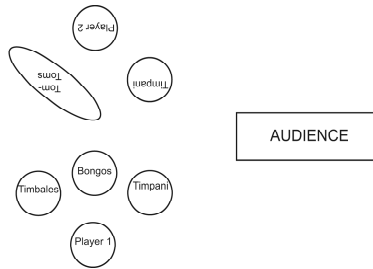 Player 2
Tom-
Toms
Timpani
AUDIENCE
Bongos
Timbales
Timpani
Player 1